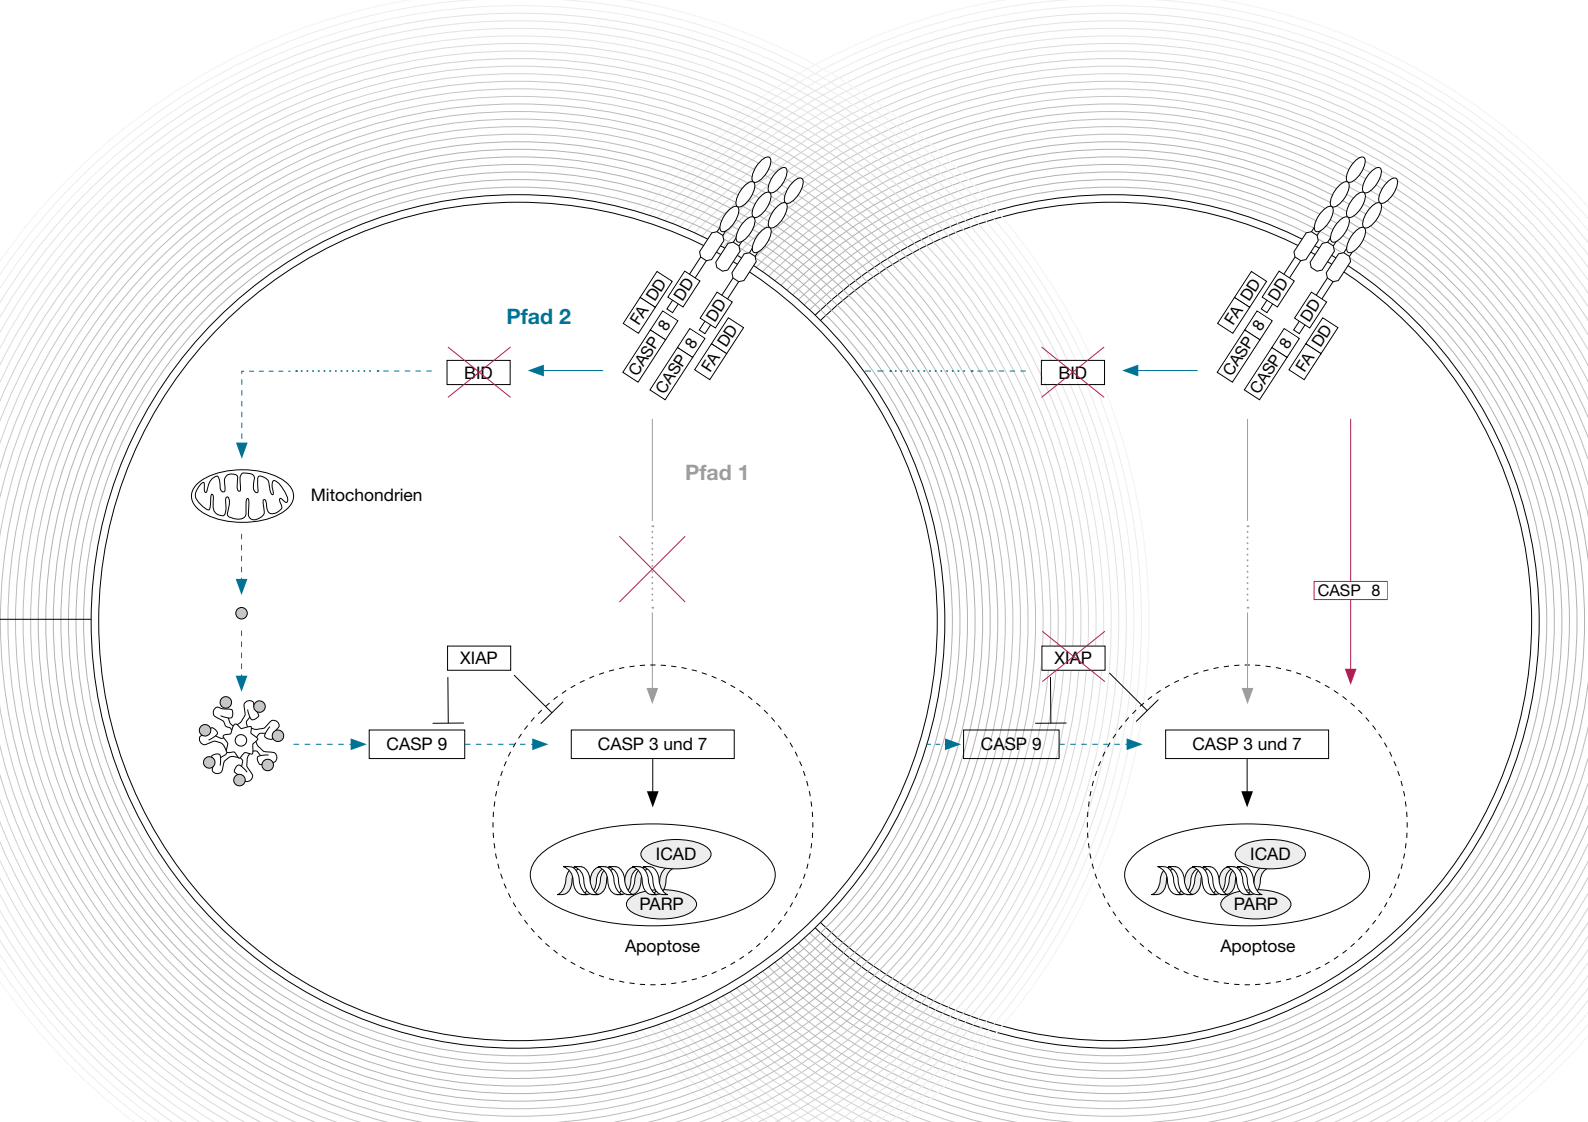 FA DD
DD
CASP 8
DD
CASP 8
FA DD
Pfad 2
BID
Pfad 1
Mitochondrien
XIAP
CASP 9
CASP 3 und 7
ICAD
PARP
Apoptose
FA DD
DD
CASP 8
DD
CASP 8
FA DD
BID
CASP 8
XIAP
CASP 9
CASP 3 und 7
ICAD
PARP
Apoptose